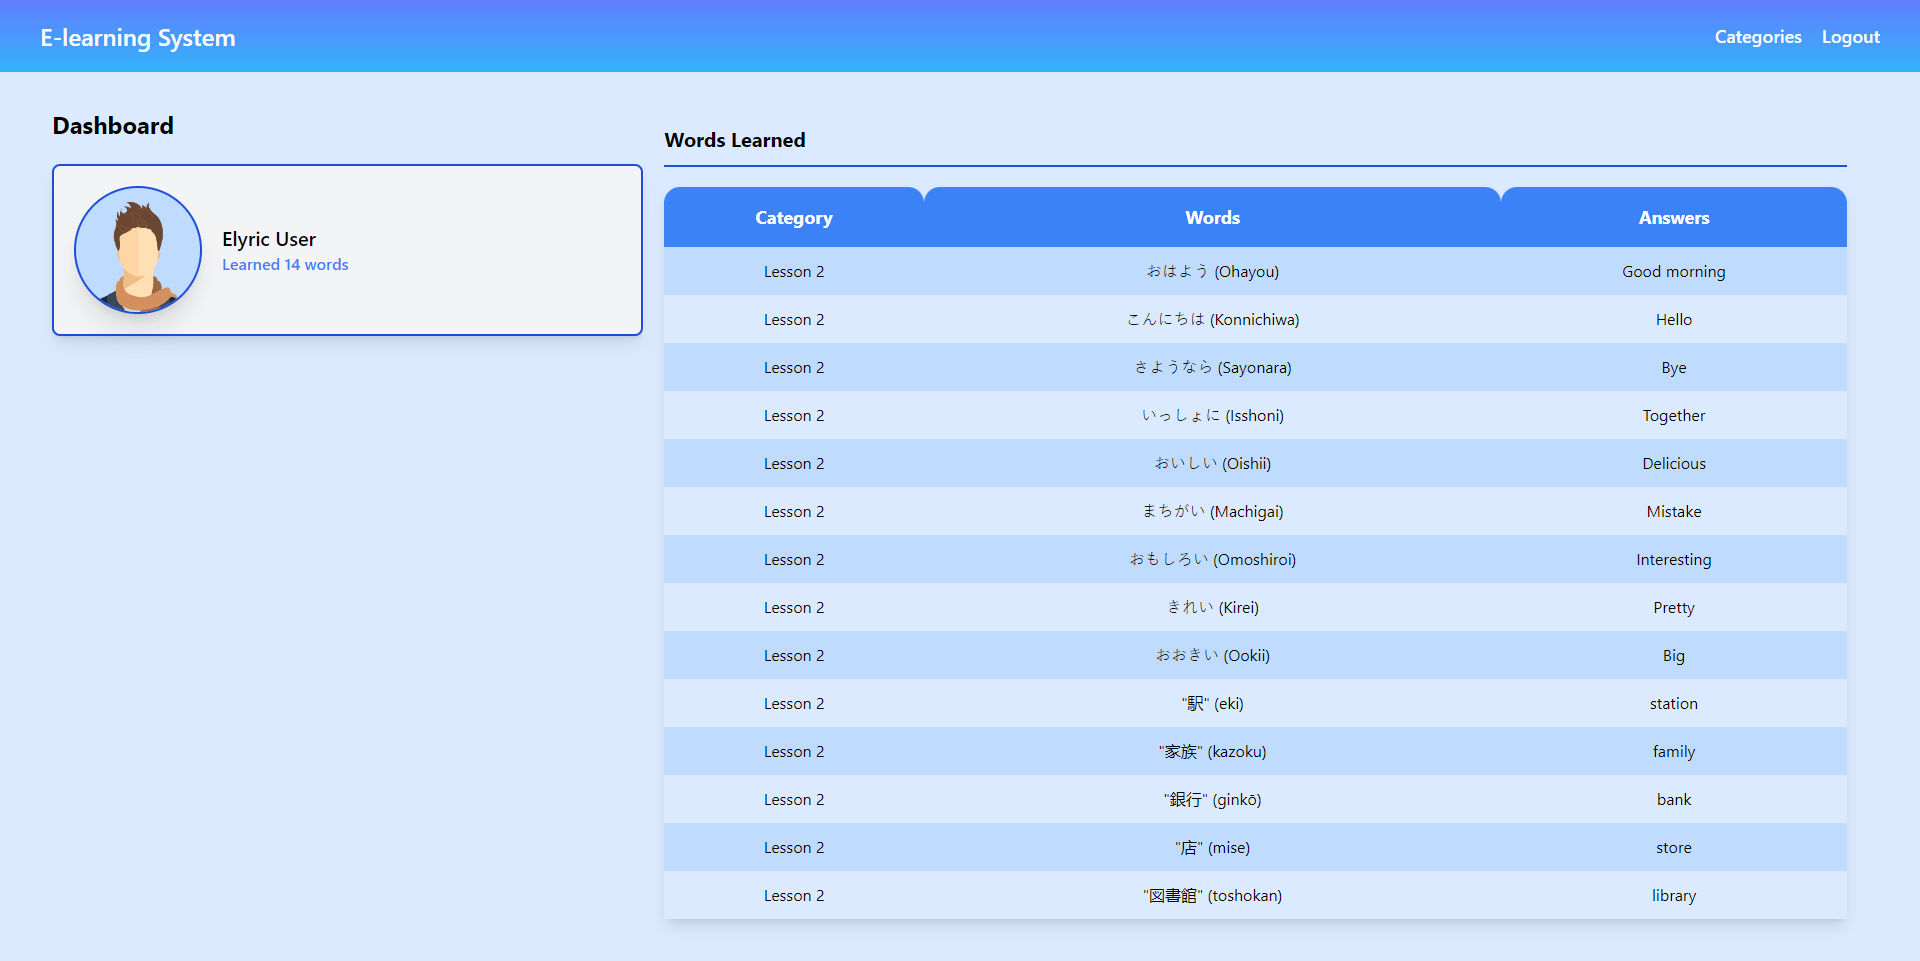 E-learning System
Categories Logout
Dashboard
Elyric User
Learned 14 words
Words Learned
Category Words Answers
Lesson 2 おはよう (Ohayou) Good morning
Lesson 2 こんにちは (Konnichiwa) Hello
Lesson 2 さようなら (Sayonara) Bye
Lesson 2 いっしょに (Isshoni) Together
Lesson 2 おいしい (Oishii) Delicious
Lesson 2 まちがい (Machigai) Mistake
Lesson 2 おもしろい (Omoshiroi) Interesting
Lesson 2 きれい (Kirei) Pretty
Lesson 2 おおきい (Ookii) Big
Lesson 2 "駅" (eki) station
Lesson 2 "家族" (kazoku) family
Lesson 2 "銀行" (ginkō) bank
Lesson 2 "店" (mise) store
Lesson 2 "図書館" (toshokan) library